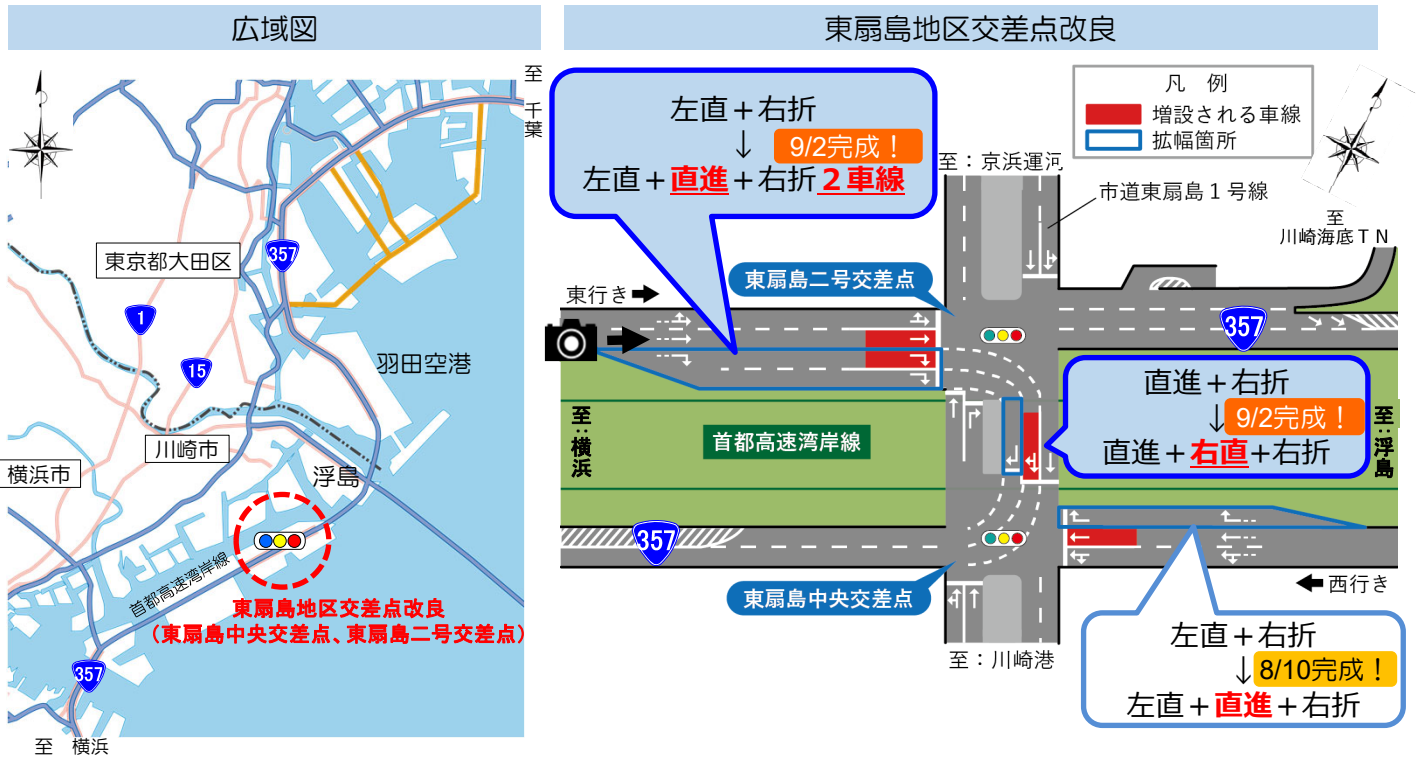 広域図
至
千
葉
357
東京都大田区
1
15
羽田空港
川崎市
横浜市
浮島
首都高速湾岸線
東扇島地区交差点改良
(東扇島中央交差点、東扇島二号交差点)
357
至 横浜
東扇島地区交差点改良
左直+右折
↓ 9/2完成!
左直+直進+右折2車線
凡 例
増設される車線
拡幅箇所
至:京浜運河
市道東扇島1号線
至
川崎海底TN
東扇島二号交差点
東行き
357
直進+右折
↓ 9/2完成!
直進+右直+右折
至:横浜
首都高速湾岸線
至:浮島
357
東扇島中央交差点
西行き
至:川崎港
左直+右折
↓ 8/10完成!
左直+直進+右折